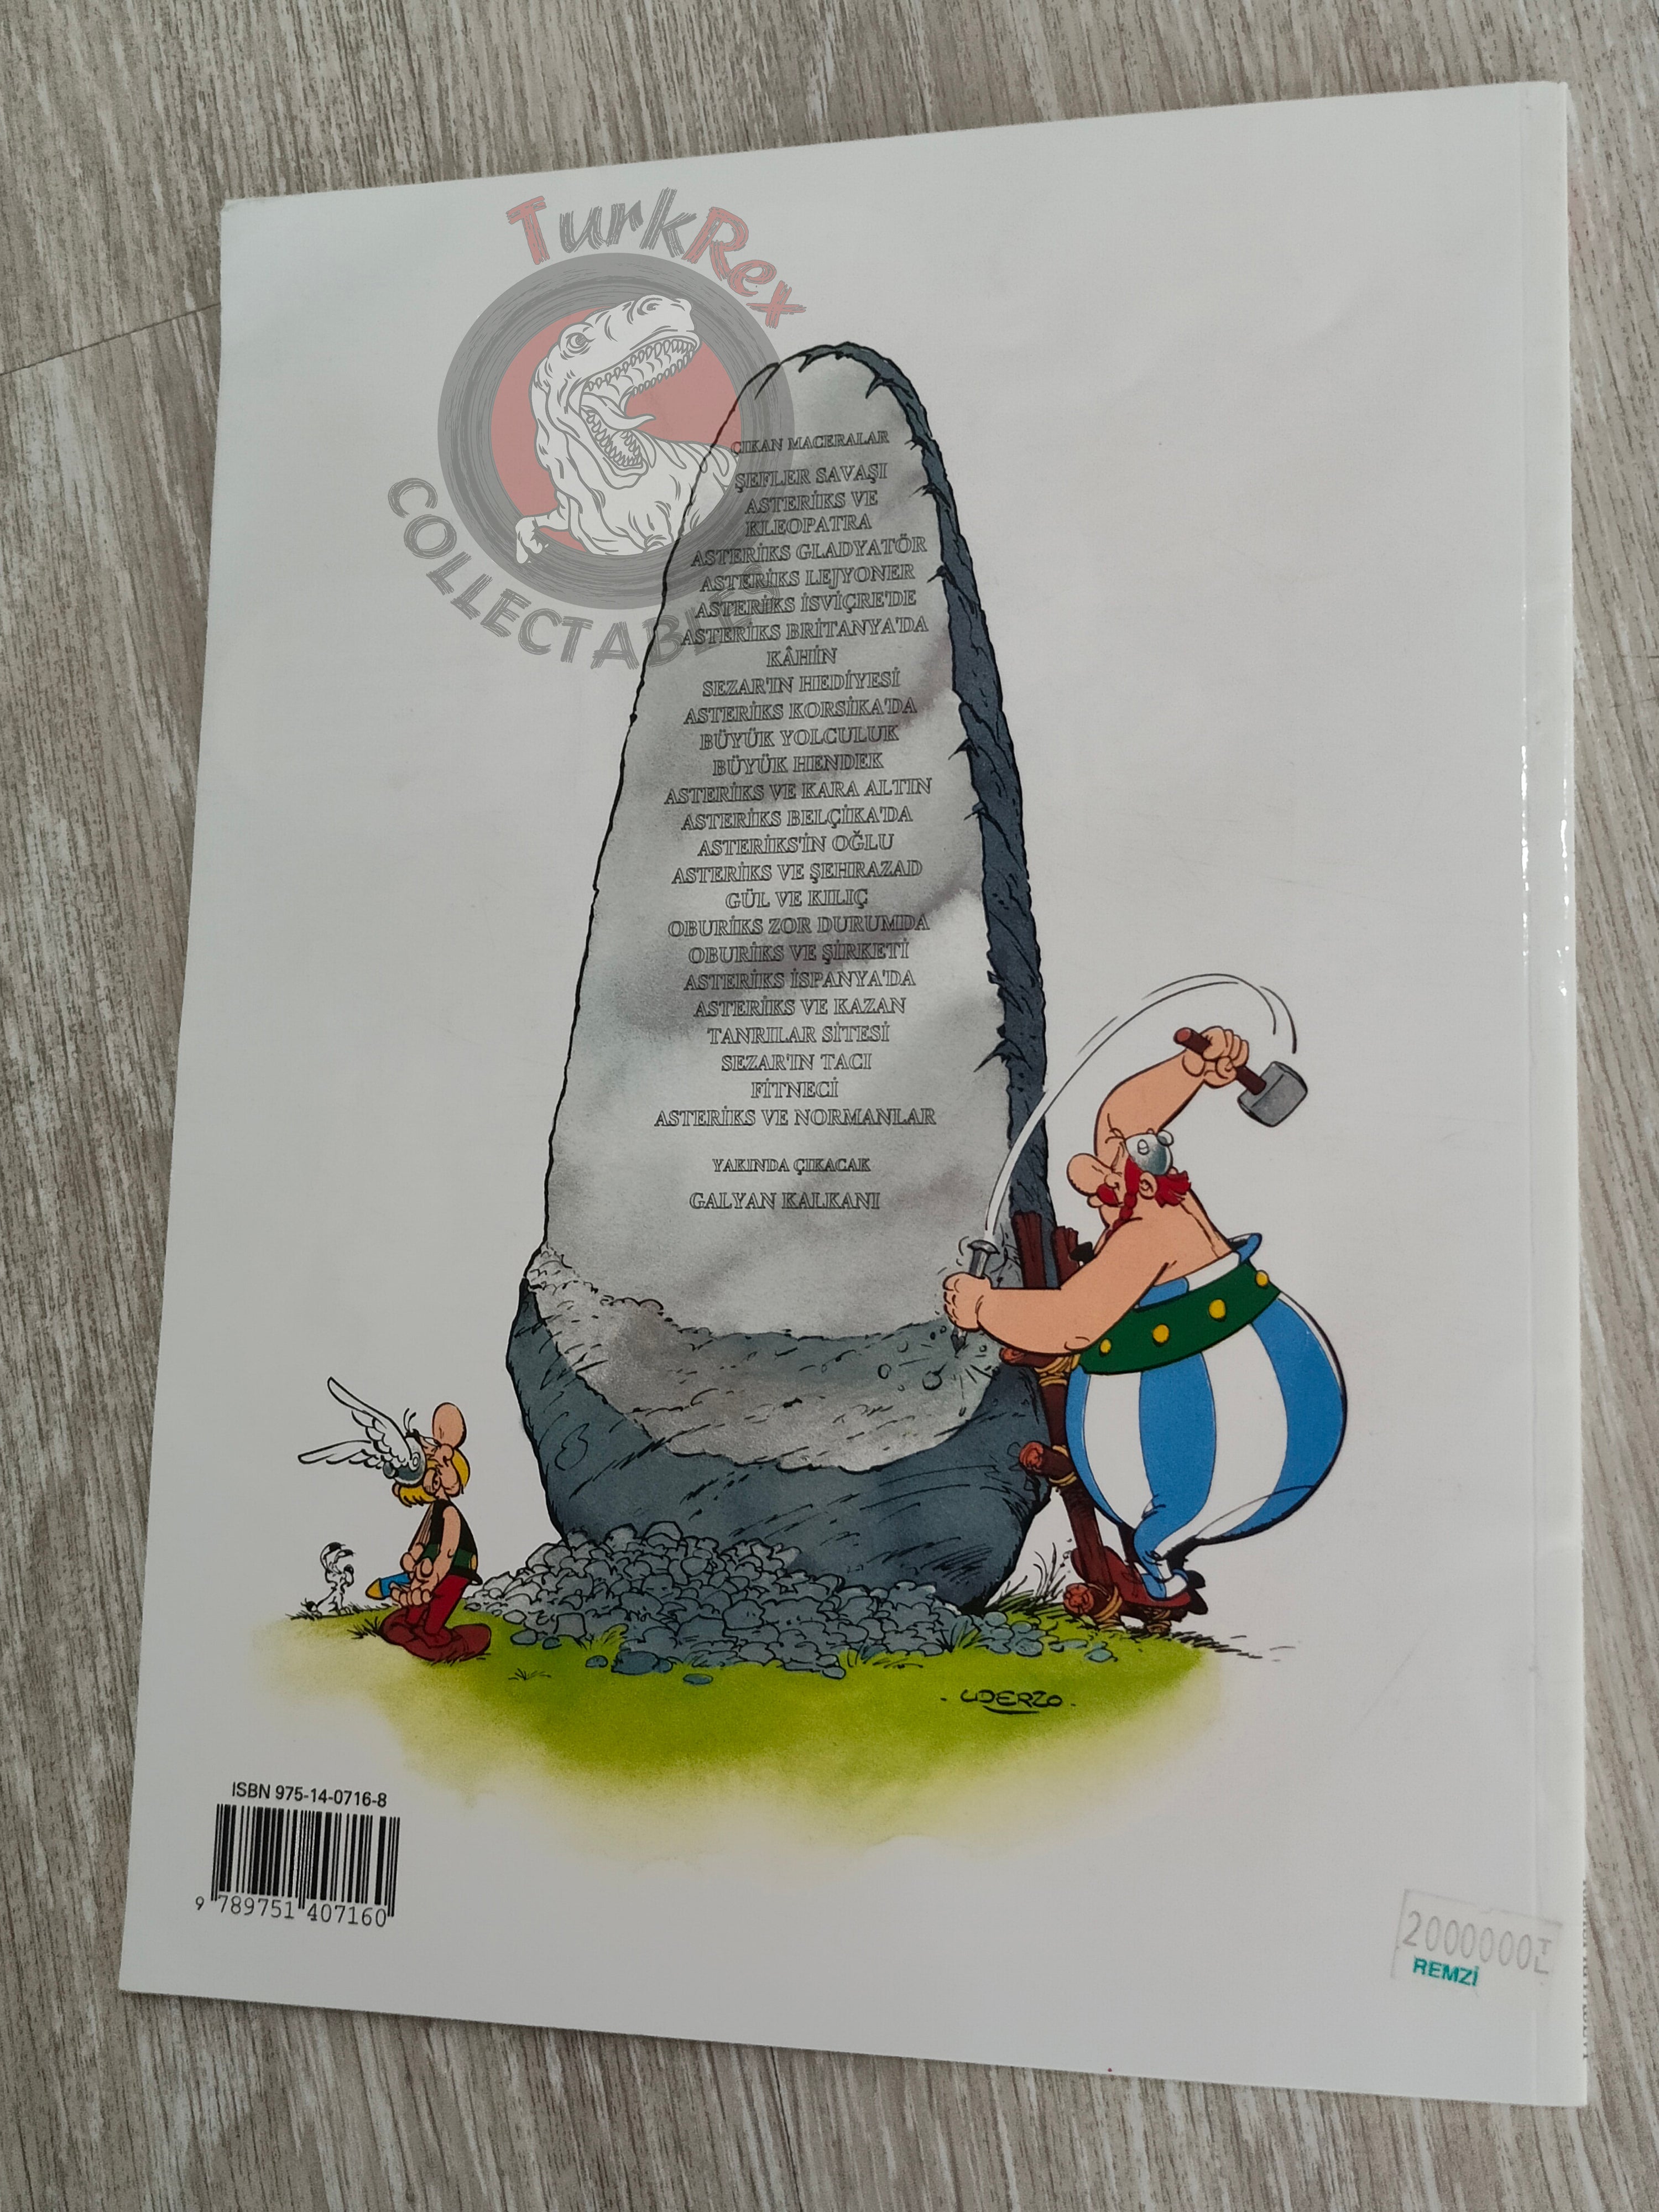 TurkRex
COLLECTABLES
ÇIKAN MACERALAR
ŞEFLER SAVAŞI
ASTERİKS VE
KLEOPATRA
ASTERİKS GLADYATÖR
ASTERİKS LEJYONER
ASTERİKS İSVİÇRE'DE
ASTERİKS BRİTANYA'DA
KÂHİN
SEZAR'IN HEDİYESİ
ASTERİKS KORSİKA'DA
BÜYÜK YOLCULUK
BÜYÜK HENDEK
ASTERİKS VE KARA ALTIN
ASTERİKS BELÇİKA'DA
ASTERİKS'İN OĞLU
ASTERİKS VE ŞEHRAZAD
GÜL VE KILIÇ
OBURİKS ZOR DURUMDA
OBURİKS VE ŞİRKETİ
ASTERİKS İSPANYA'DA
ASTERİKS VE KAZAN
TANRILAR SİTESİ
SEZAR'IN TACI
FİTNECİ
ASTERİKS VE NORMANLAR
YAKINDA ÇIKACAK
GALYAN KALKANI
UDERZO
ISBN 975-14-0716-8
9 789751 407160
2000000TL
REMZİ